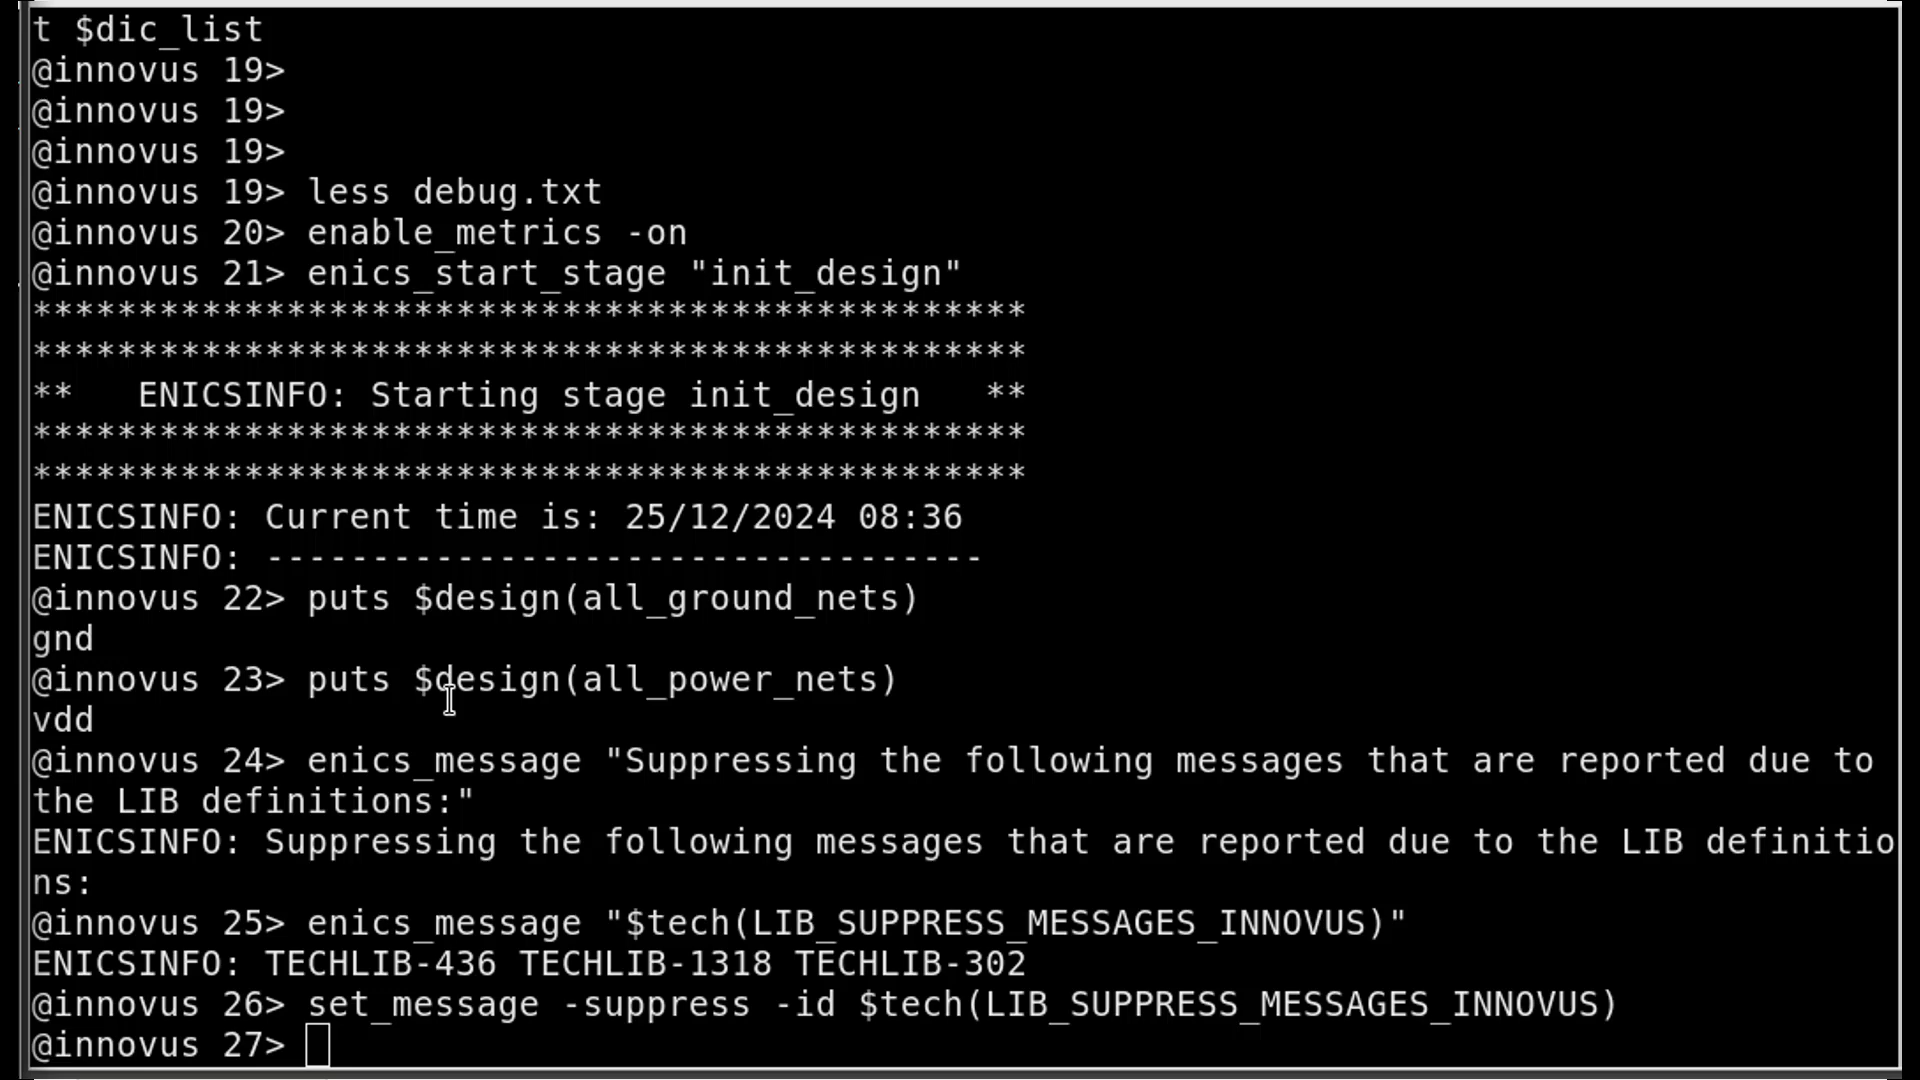 t $dic_list
@innovus 19>
@innovus 19>
@innovus 19>
@innovus 19> less debug.txt
@innovus 20> enable_metrics -on
@innovus 21> enics_start_stage "init_design"
***********************************************
***********************************************
**   ENICSINFO: Starting stage init_design   **
***********************************************
***********************************************
ENICSINFO: Current time is: 25/12/2024 08:36
ENICSINFO: ----------------------------------
@innovus 22> puts $design(all_ground_nets)
gnd
@innovus 23> puts $design(all_power_nets)
vdd
@innovus 24> enics_message "Suppressing the following messages that are reported due to
the LIB definitions:"
ENICSINFO: Suppressing the following messages that are reported due to the LIB definitio
ns:
@innovus 25> enics_message "$tech(LIB_SUPPRESS_MESSAGES_INNOVUS)"
ENICSINFO: TECHLIB-436 TECHLIB-1318 TECHLIB-302
@innovus 26> set_message -suppress -id $tech(LIB_SUPPRESS_MESSAGES_INNOVUS)
@innovus 27>